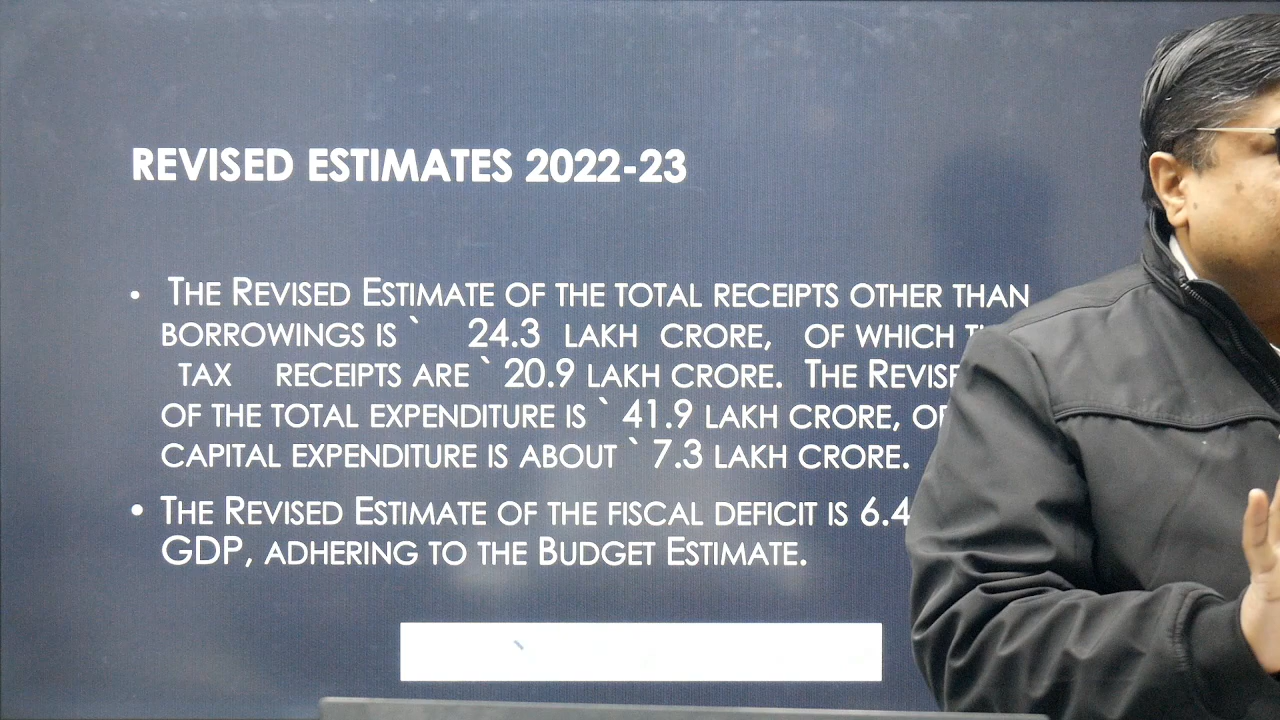 REVISED ESTIMATES 2022-23
• THE REVISED ESTIMATE OF THE TOTAL RECEIPTS OTHER THAN
BORROWINGS IS ` 24.3 LAKH CRORE, OF WHICH
TAX RECEIPTS ARE ` 20.9 LAKH CRORE. THE
OF THE TOTAL EXPENDITURE IS ` 41.9 LAKH CRORE,
CAPITAL EXPENDITURE IS ABOUT ` 7.3 LAKH CRORE.
• THE REVISED ESTIMATE OF THE FISCAL DEFICIT IS 6.4
GDP, ADHERING TO THE BUDGET ESTIMATE.